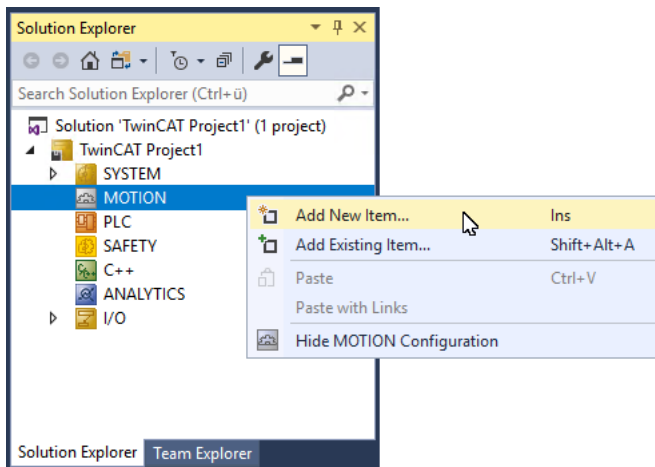 Solution Explorer
Search Solution Explorer (Ctrl+ü)
Solution 'TwinCAT Project1' (1 project)
TwinCAT Project1
SYSTEM
MOTION
PLC
SAFETY
C++
ANALYTICS
I/O
Add New Item... Ins
Add Existing Item... Shift+Alt+A
Paste Ctrl+V
Paste with Links
Hide MOTION Configuration
Solution Explorer Team Explorer